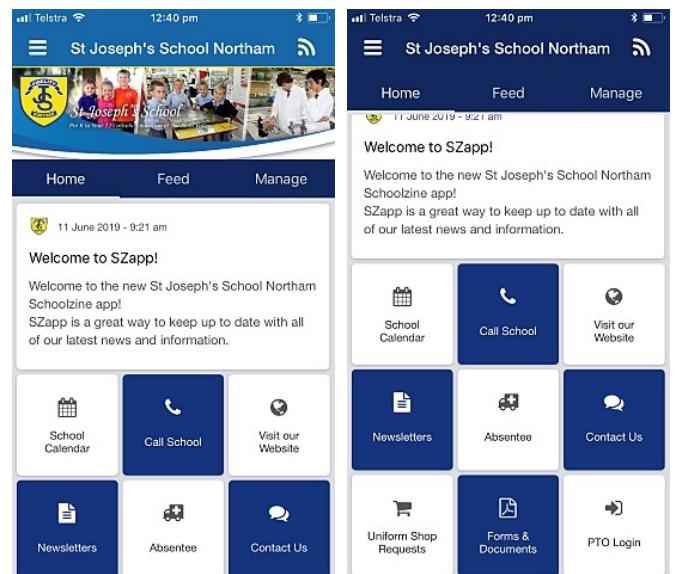 Telstra 12:40 pm
St Joseph's School Northam
St Joseph's School
Home Feed Manage
11 June 2019 - 9:21 am
Welcome to SZapp!
Welcome to the new St Joseph's School Northam
Schoolzine app!
SZapp is a great way to keep up to date with all
of our latest news and information.
School
Calendar
Call School
Visit our
Website
Newsletters
Absentee
Contact Us
Telstra 12:40 pm
St Joseph's School Northam
Home Feed Manage
11 June 2019 - 9:21 am
Welcome to SZapp!
Welcome to the new St Joseph's School Northam
Schoolzine app!
SZapp is a great way to keep up to date with all
of our latest news and information.
School
Calendar
Call School
Visit our
Website
Newsletters
Absentee
Contact Us
Uniform Shop
Requests
Forms &
Documents
PTO Login